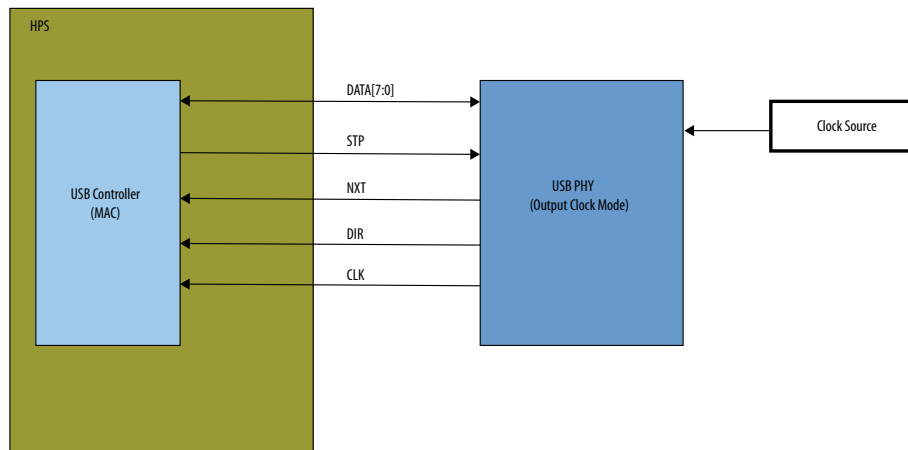 HPS
DATA[7:0]
STP
NXT
DIR
CLK
USB Controller
(MAC)
USB PHY
(Output Clock Mode)
Clock Source